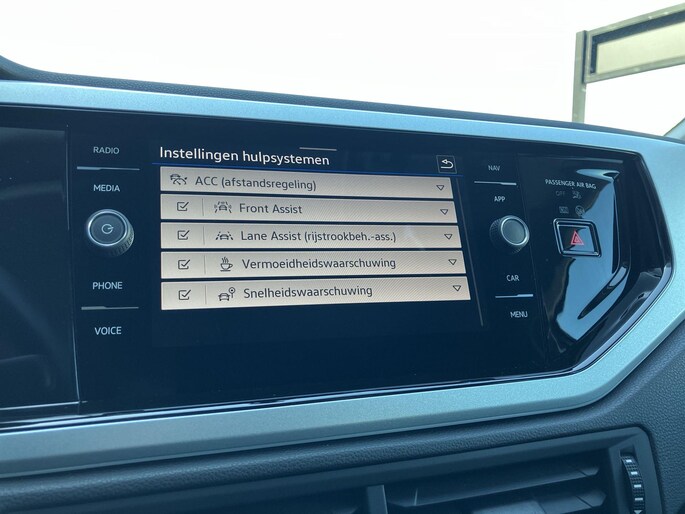 RADIO
MEDIA
PHONE
VOICE
Instellingen hulpsystemen
ACC (afstandsregeling)
Front Assist
Lane Assist (rijstrookbeh.-ass.)
Vermoeidheidswaarschuwing
Snelheidswaarschuwing
NAV
APP
CAR
MENU
PASSENGER AIR BAG
OFF